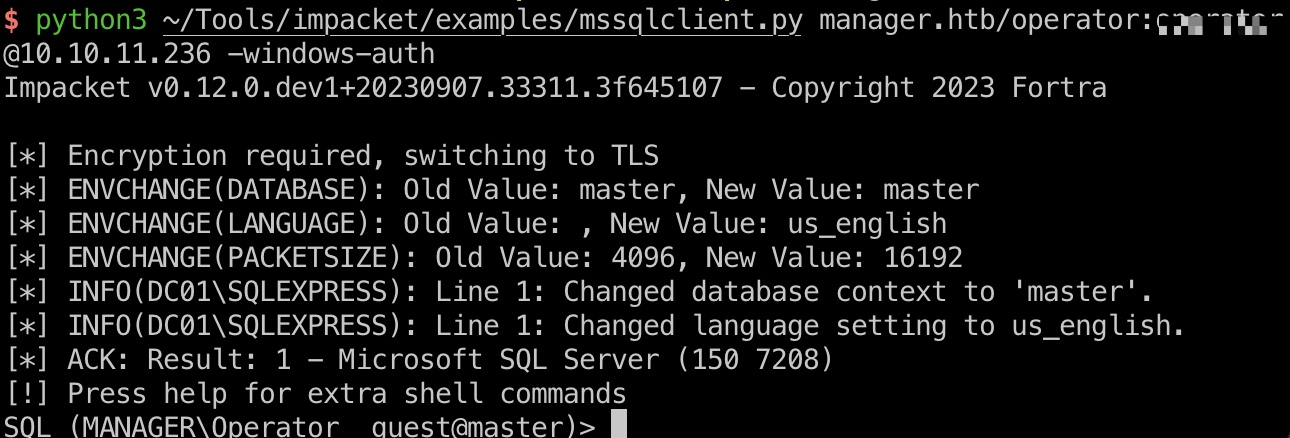 $ python3 ~/Tools/impacket/examples/mssqlclient.py manager.htb/operator:
@10.10.11.236 -windows-auth
Impacket v0.12.0.dev1+20230907.33311.3f645107 - Copyright 2023 Fortra
[*] Encryption required, switching to TLS
[*] ENVCHANGE(DATABASE): Old Value: master, New Value: master
[*] ENVCHANGE(LANGUAGE): Old Value: , New Value: us_english
[*] ENVCHANGE(PACKETSIZE): Old Value: 4096, New Value: 16192
[*] INFO(DC01\SQLEXPRESS): Line 1: Changed database context to 'master'.
[*] INFO(DC01\SQLEXPRESS): Line 1: Changed language setting to us_english.
[*] ACK: Result: 1 - Microsoft SQL Server (150 7208)
[!] Press help for extra shell commands
SQL (MANAGER\Operator  guest@master)>